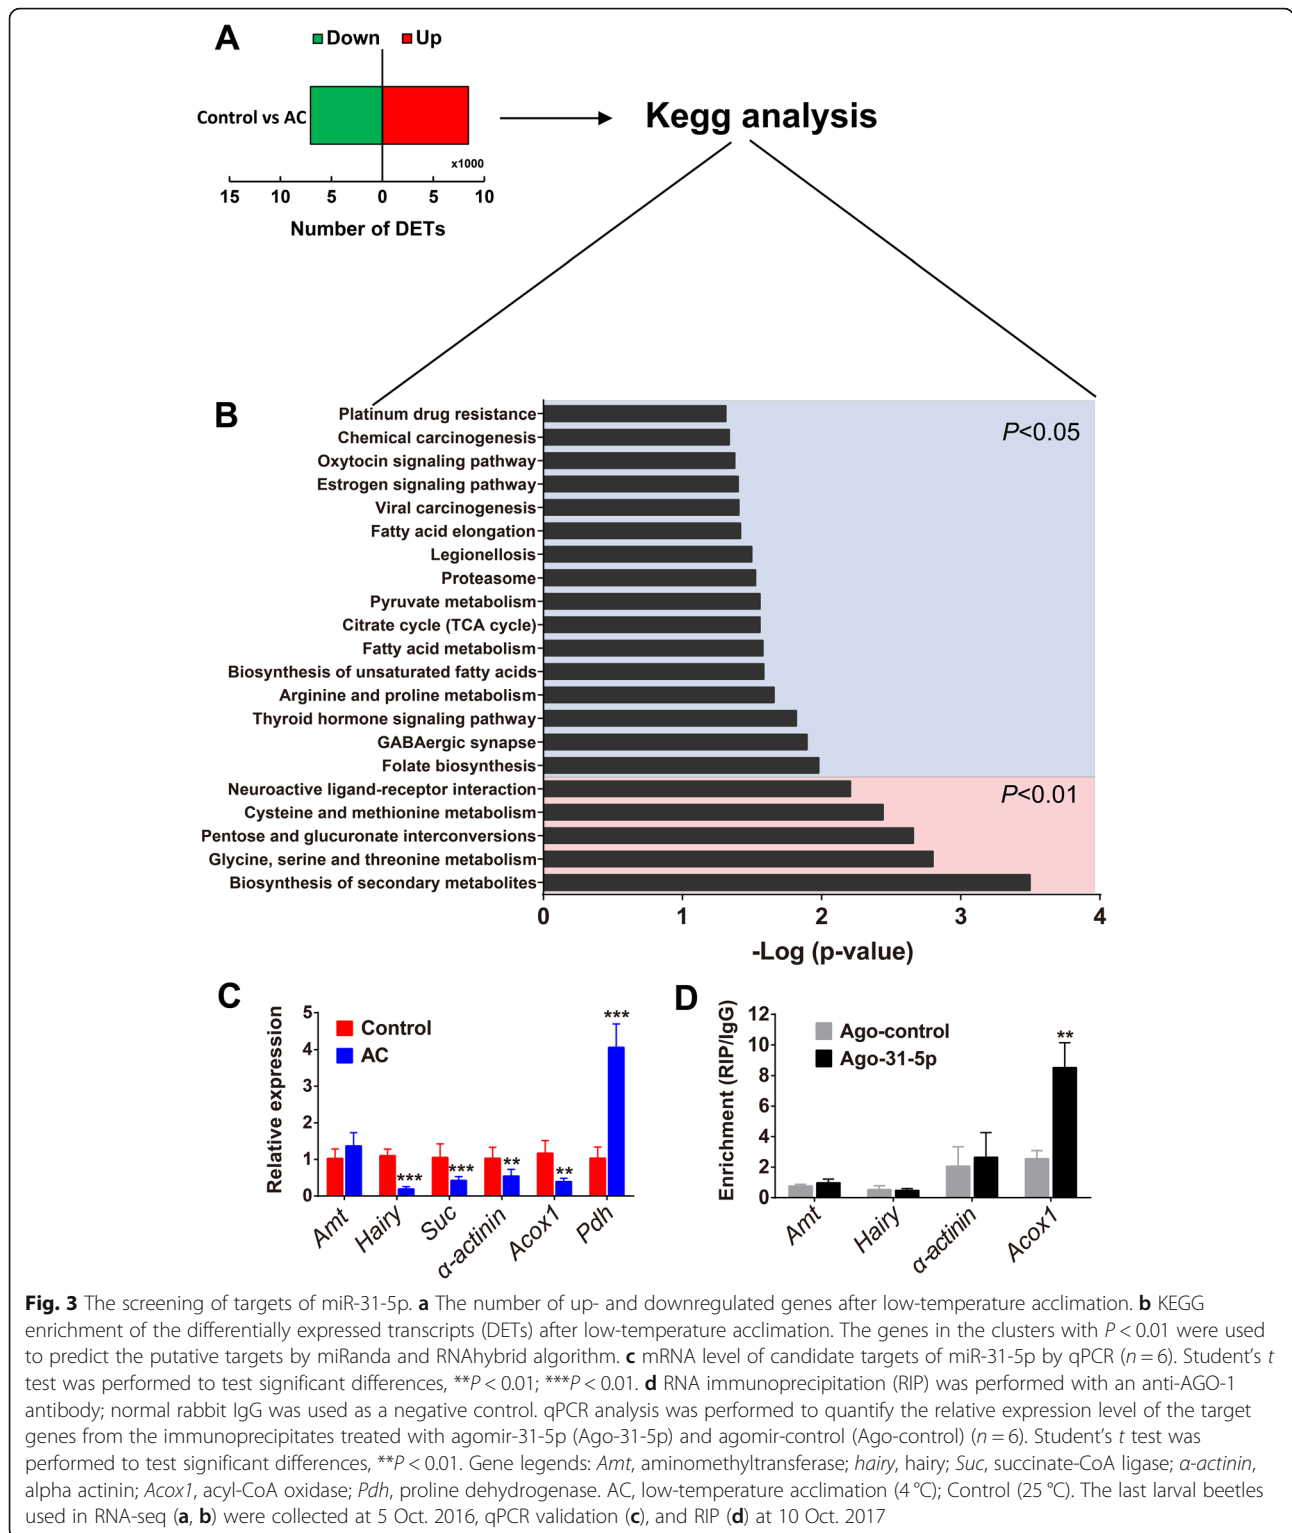 A
Down Up
Control vs AC
x1000
15 10 5 0 5 10
Number of DETs
Kegg analysis
B
Platinum drug resistance
Chemical carcinogenesis
Oxytocin signaling pathway
Estrogen signaling pathway
Viral carcinogenesis
Fatty acid elongation
Legionellosis
Proteasome
Pyruvate metabolism
Citrate cycle (TCA cycle)
Fatty acid metabolism
Biosynthesis of unsaturated fatty acids
Arginine and proline metabolism
Thyroid hormone signaling pathway
GABAergic synapse
Folate biosynthesis
Neuroactive ligand-receptor interaction
Cysteine and methionine metabolism
Pentose and glucuronate interconversions
Glycine, serine and threonine metabolism
Biosynthesis of secondary metabolites
P<0.05
P<0.01
0 1 2 3 4
-Log (p-value)
C
Relative expression
5
4
3
2
1
0
Control
AC
*** *** ** ** ***
Amt Hairy Suc α-actinin Acox1 Pdh
D
Enrichment (RIP/IgG)
12
10
8
6
4
2
0
Ago-control
Ago-31-5p
**
Amt Hairy α-actinin Acox1
Fig. 3 The screening of targets of miR-31-5p. a The number of up- and downregulated genes after low-temperature acclimation. b KEGG
enrichment of the differentially expressed transcripts (DETs) after low-temperature acclimation. The genes in the clusters with P < 0.01 were used
to predict the putative targets by miRanda and RNAhybrid algorithm. c mRNA level of candidate targets of miR-31-5p by qPCR (n = 6). Student's t
test was performed to test significant differences, **P < 0.01; ***P < 0.01. d RNA immunoprecipitation (RIP) was performed with an anti-AGO-1
antibody; normal rabbit IgG was used as a negative control. qPCR analysis was performed to quantify the relative expression level of the target
genes from the immunoprecipitates treated with agomir-31-5p (Ago-31-5p) and agomir-control (Ago-control) (n = 6). Student's t test was
performed to test significant differences, **P < 0.01. Gene legends: Amt, aminomethyltransferase; hairy, hairy; Suc, succinate-CoA ligase; α-actinin,
alpha actinin; Acox1, acyl-CoA oxidase; Pdh, proline dehydrogenase. AC, low-temperature acclimation (4 °C); Control (25 °C). The last larval beetles
used in RNA-seq (a, b) were collected at 5 Oct. 2016, qPCR validation (c), and RIP (d) at 10 Oct. 2017